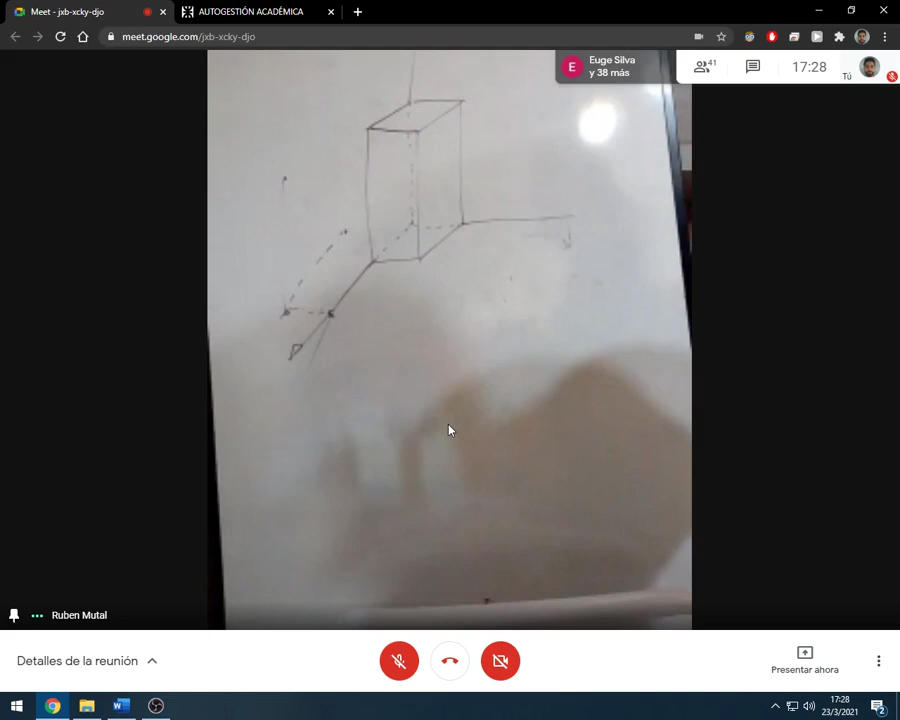 Meet - jxb-xcky-djo
AUTOGESTIÓN ACADÉMICA
meet.google.com/jxb-xcky-djo
E
Euge Silva
y 38 más
41
17:28
Tú
Ruben Mutal
Detalles de la reunión
Presentar ahora
17:28
23/3/2021
2